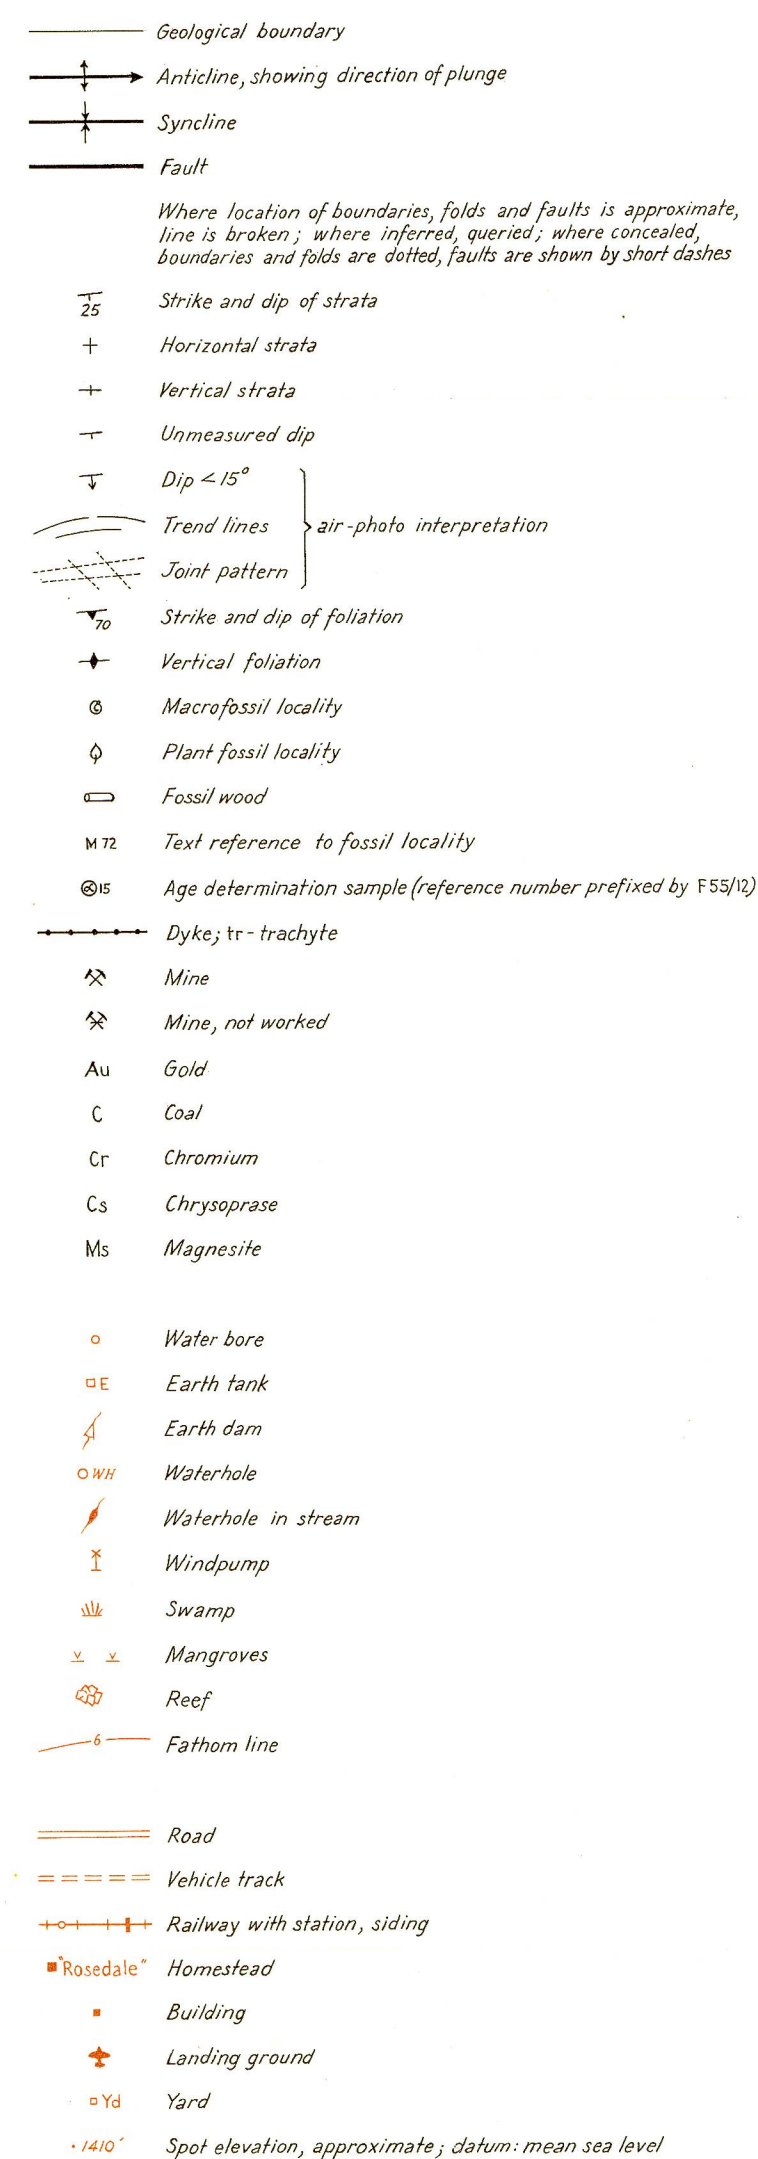 Geological boundary
Anticline, showing direction of plunge
Syncline
Fault
Where location of boundaries, folds and faults is approximate,
line is broken; where inferred, queried; where concealed,
boundaries and folds are dotted, faults are shown by short dashes
25 Strike and dip of strata
Horizontal strata
Vertical strata
Unmeasured dip
Dip < 15°
Trend lines air-photo interpretation
Joint pattern
70 Strike and dip of foliation
Vertical foliation
Macrofossil locality
Plant fossil locality
Fossil wood
M 72 Text reference to fossil locality
15 Age determination sample (reference number prefixed by F55/12)
Dyke; tr - trachyte
Mine
Mine, not worked
Au Gold
C Coal
Cr Chromium
Cs Chrysoprase
Ms Magnesite
Water bore
E Earth tank
Earth dam
WH Waterhole
Waterhole in stream
Windpump
Swamp
Mangroves
Reef
6 Fathom line
Road
Vehicle track
Railway with station, siding
"Rosedale" Homestead
Building
Landing ground
Yd Yard
·1410′ Spot elevation, approximate; datum: mean sea level